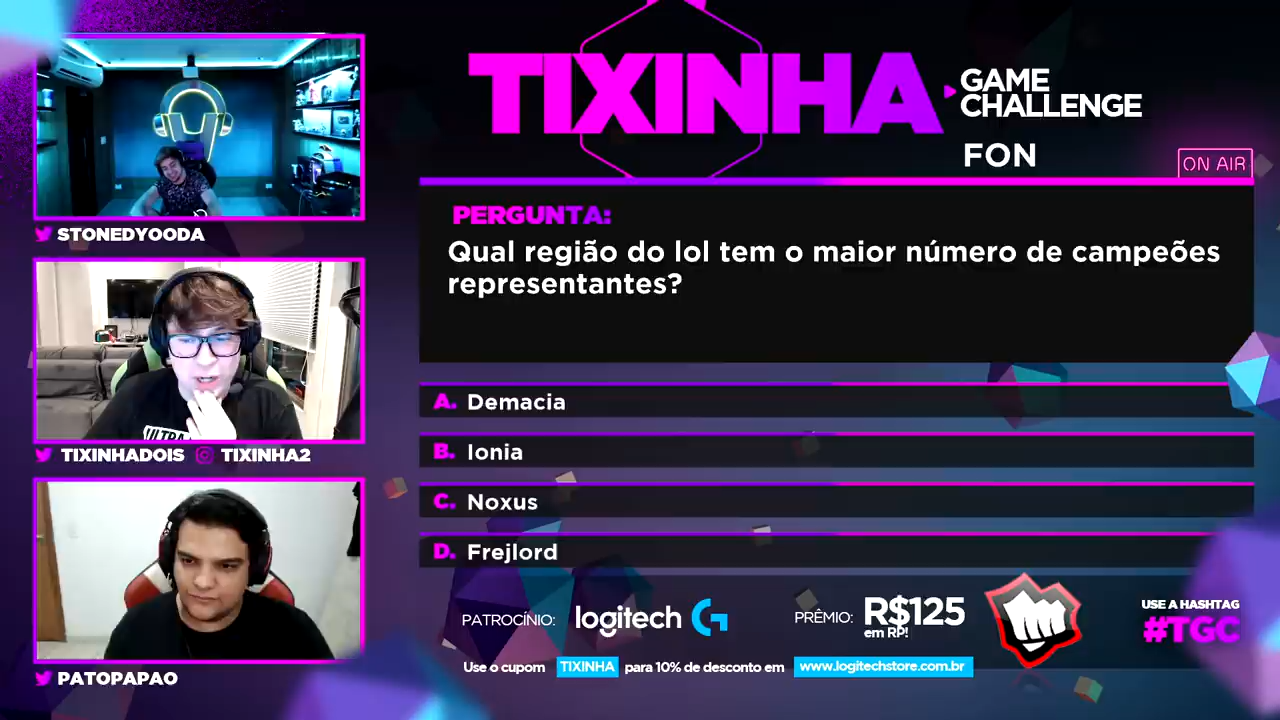 TIXINHA
GAME
CHALLENGE
FON
ON AIR
STONEDYOODA
PERGUNTA:
Qual região do lol tem o maior número de campeões
representantes?
A. Demacia
B. Ionia
C. Noxus
D. Frejlord
ULTRA
TIXINHADOIS TIXINHA2
PATOPAPAO
PATROCÍNIO: logitech G
PRÊMIO: R$125
em RP!
USE A HASHTAG
#TGC
Use o cupom TIXINHA para 10% de desconto em www.logitechstore.com.br